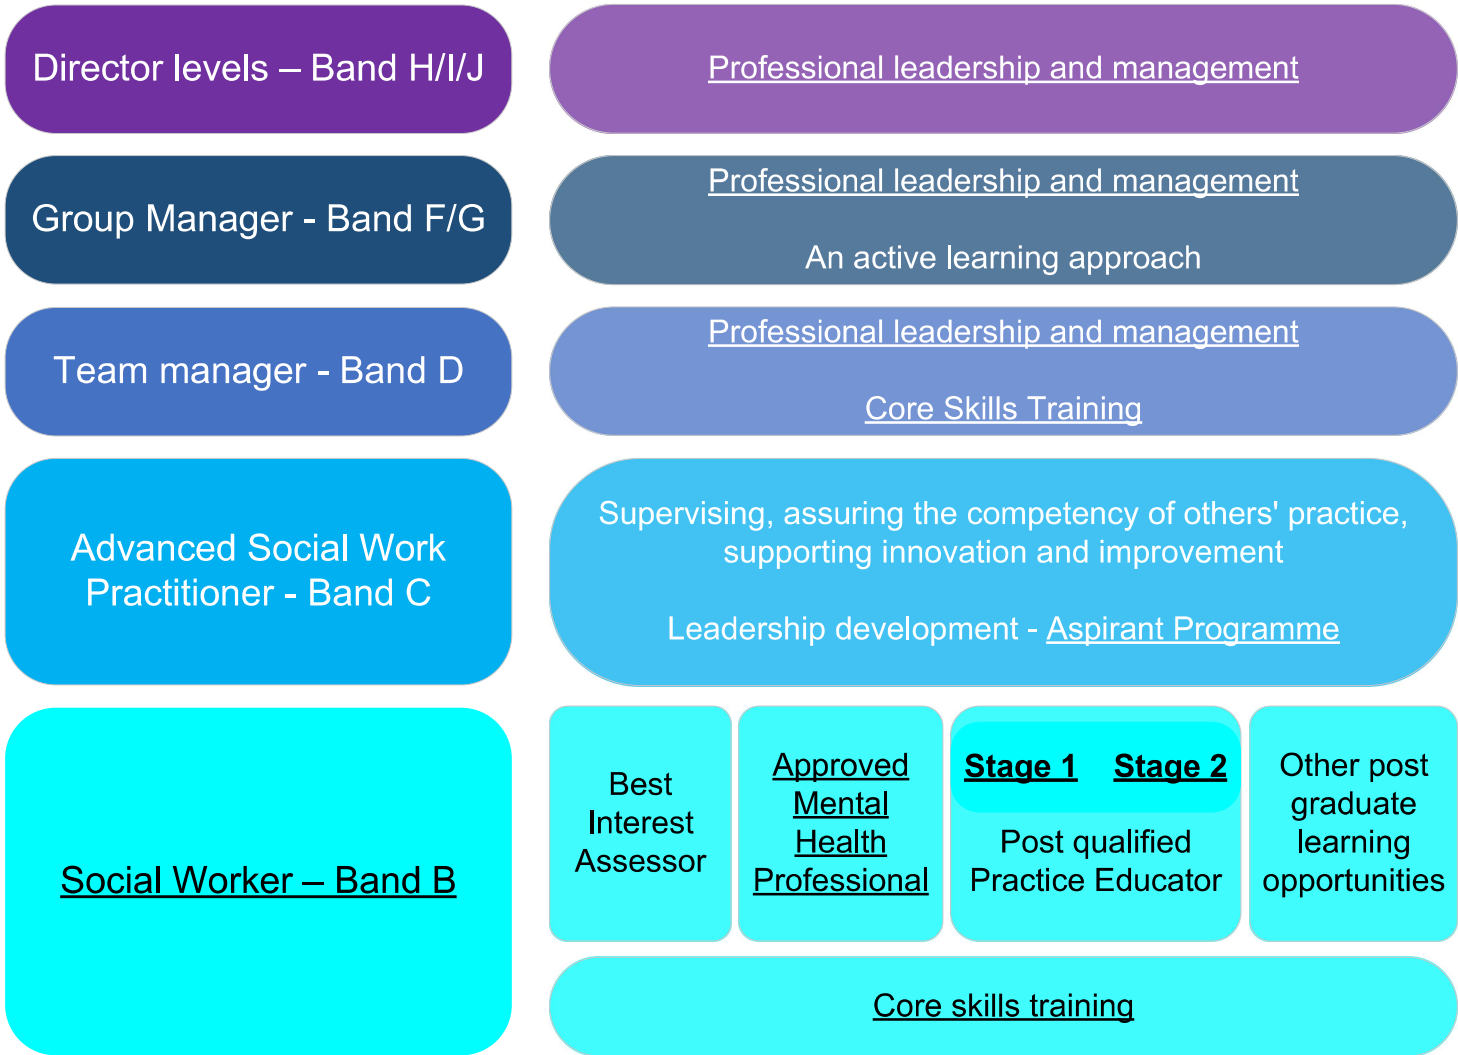 Director levels – Band H/I/J
Professional leadership and management
Group Manager - Band F/G
Professional leadership and management
An active learning approach
Team manager - Band D
Professional leadership and management
Core Skills Training
Advanced Social Work
Practitioner - Band C
Supervising, assuring the competency of others' practice,
supporting innovation and improvement
Leadership development - Aspirant Programme
Social Worker – Band B
Best
Interest
Assessor
Approved
Mental
Health
Professional
Stage 1 Stage 2
Post qualified
Practice Educator
Other post
graduate
learning
opportunities
Core skills training